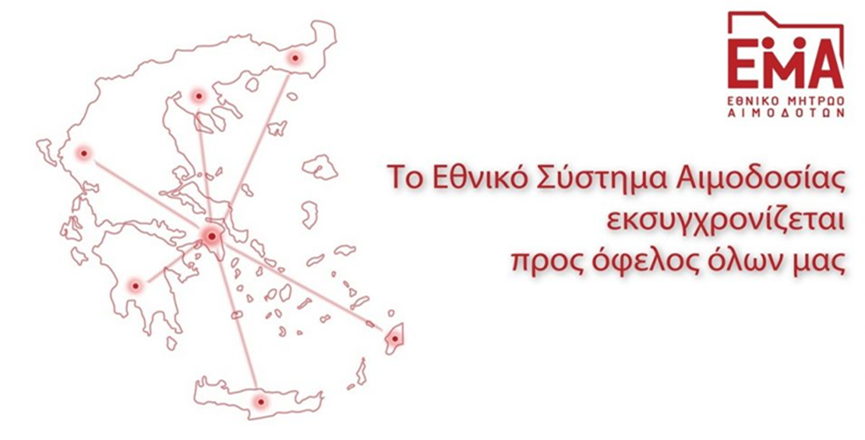 ΕΜΑ
ΕΘΝΙΚΟ ΜΗΤΡΩΟ
ΑΙΜΟΔΟΤΩΝ
Το Εθνικό Σύστημα Αιμοδοσίας
εκσυγχρονίζεται
προς όφελος όλων μας